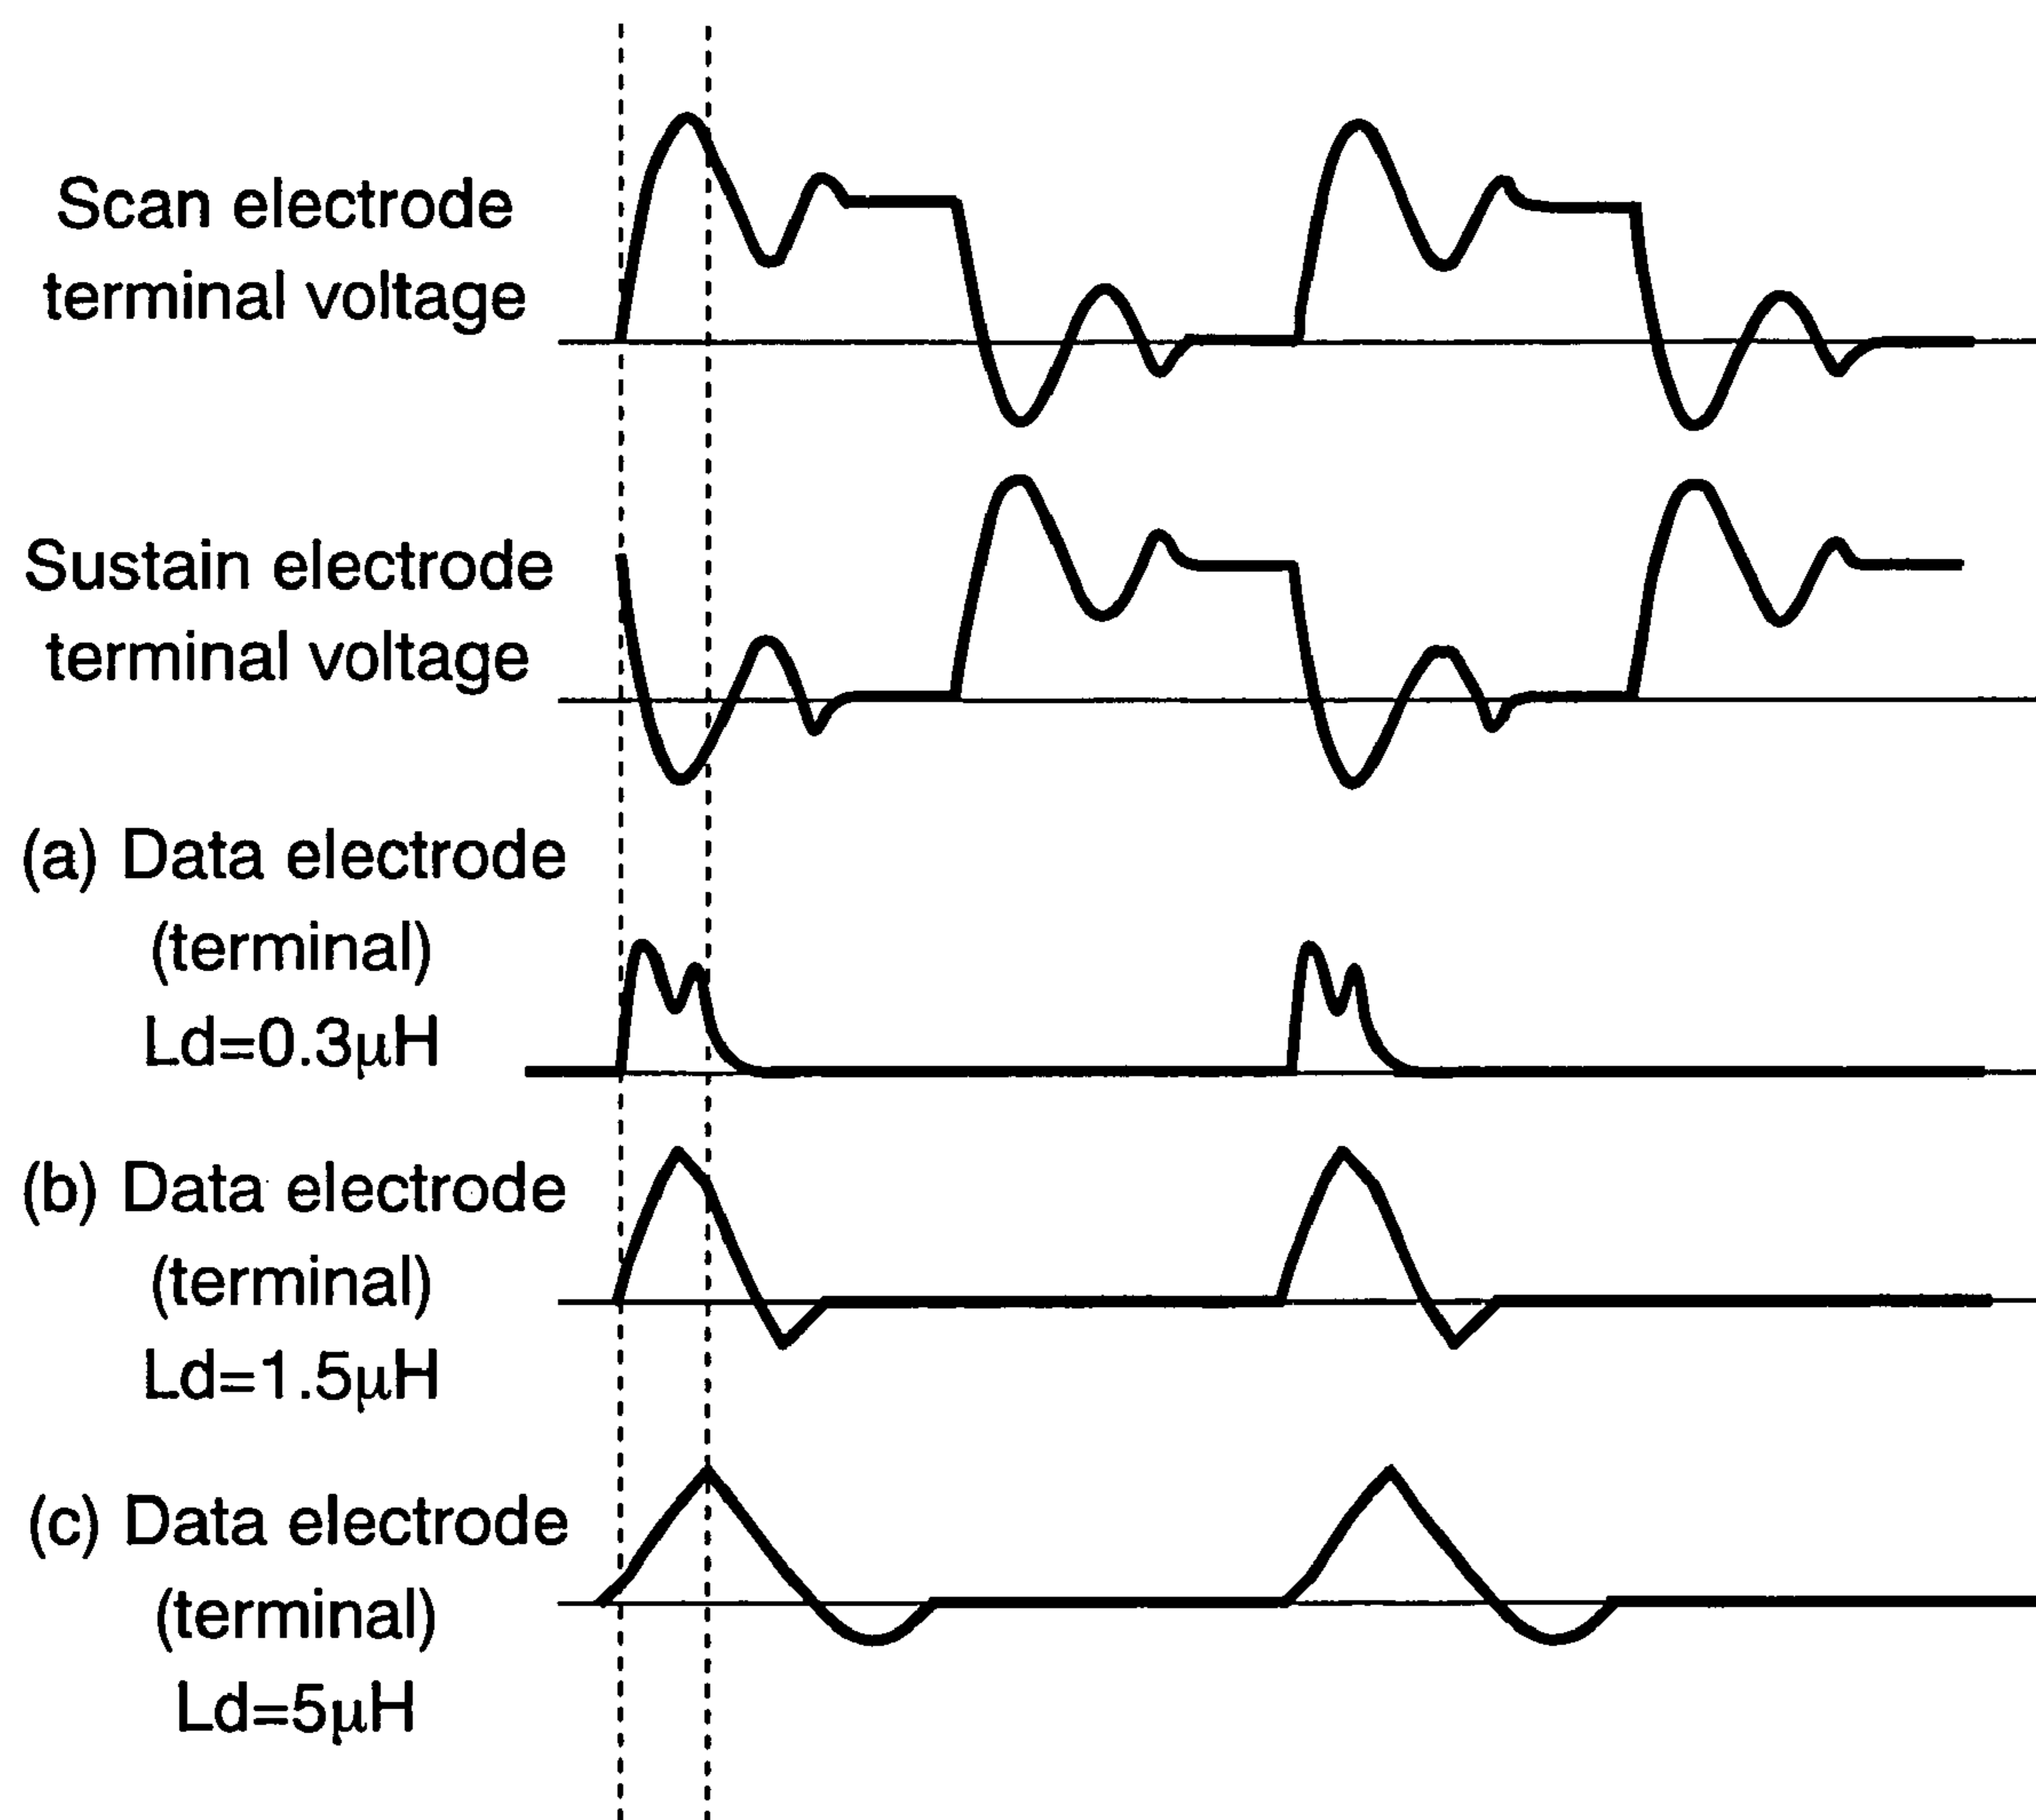 Scan electrode
terminal voltage
Sustain electrode
terminal voltage
(a) Data electrode
(terminal)
Ld=0.3μH
(b) Data electrode
(terminal)
Ld=1.5μH
(c) Data electrode
(terminal)
Ld=5μH